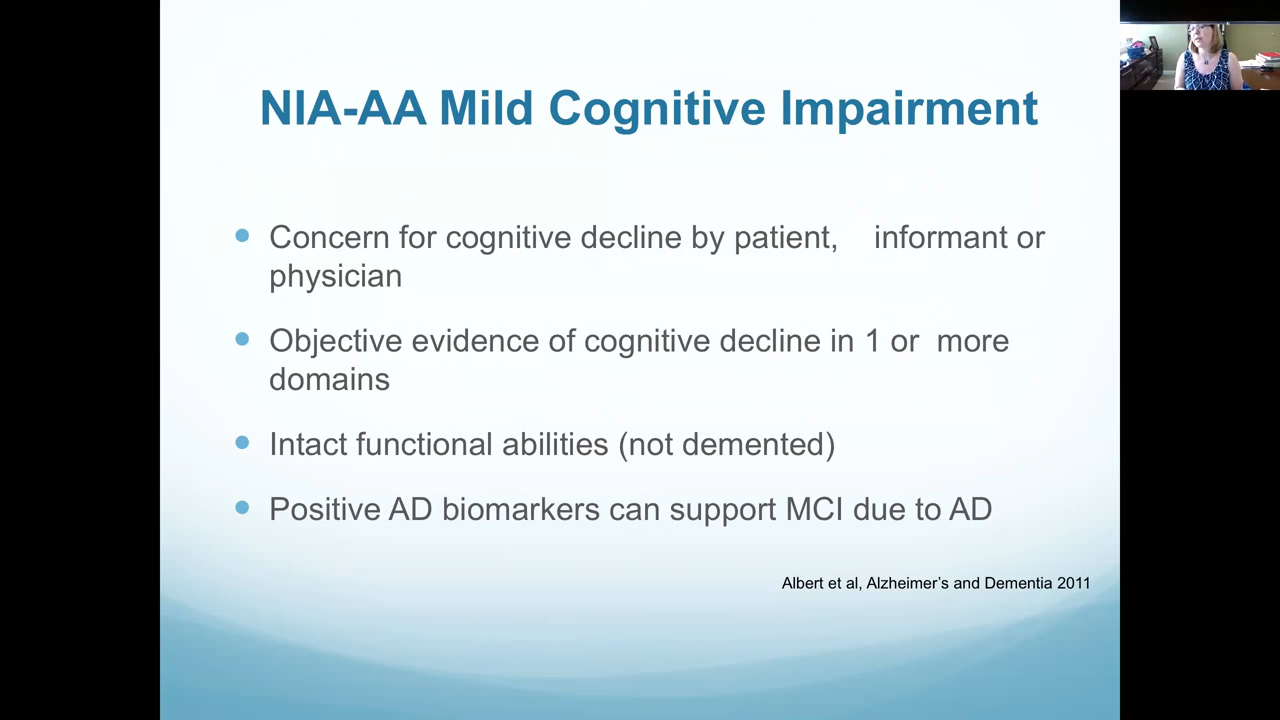 NIA-AA Mild Cognitive Impairment
Concern for cognitive decline by patient, informant or
physician
Objective evidence of cognitive decline in 1 or more
domains
Intact functional abilities (not demented)
Positive AD biomarkers can support MCI due to AD
Albert et al, Alzheimer’s and Dementia 2011